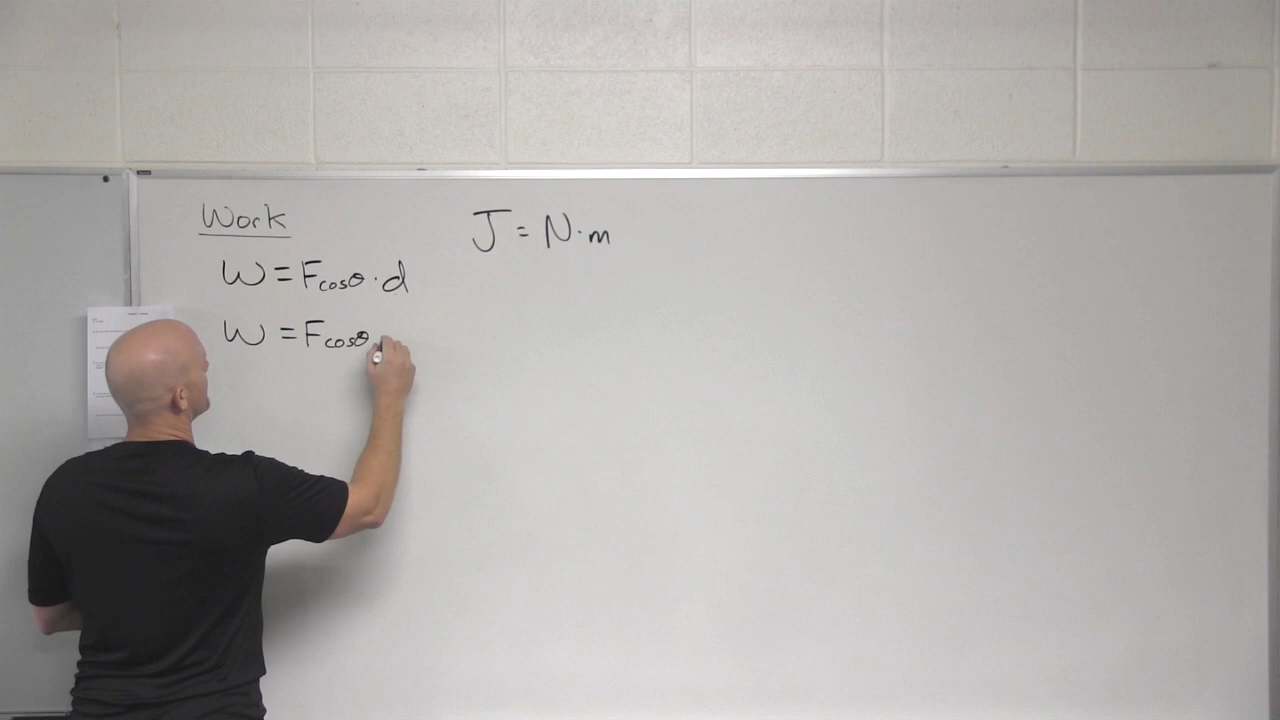 Work
W = Fcosθ · d
W = Fcosθ
J = N·m